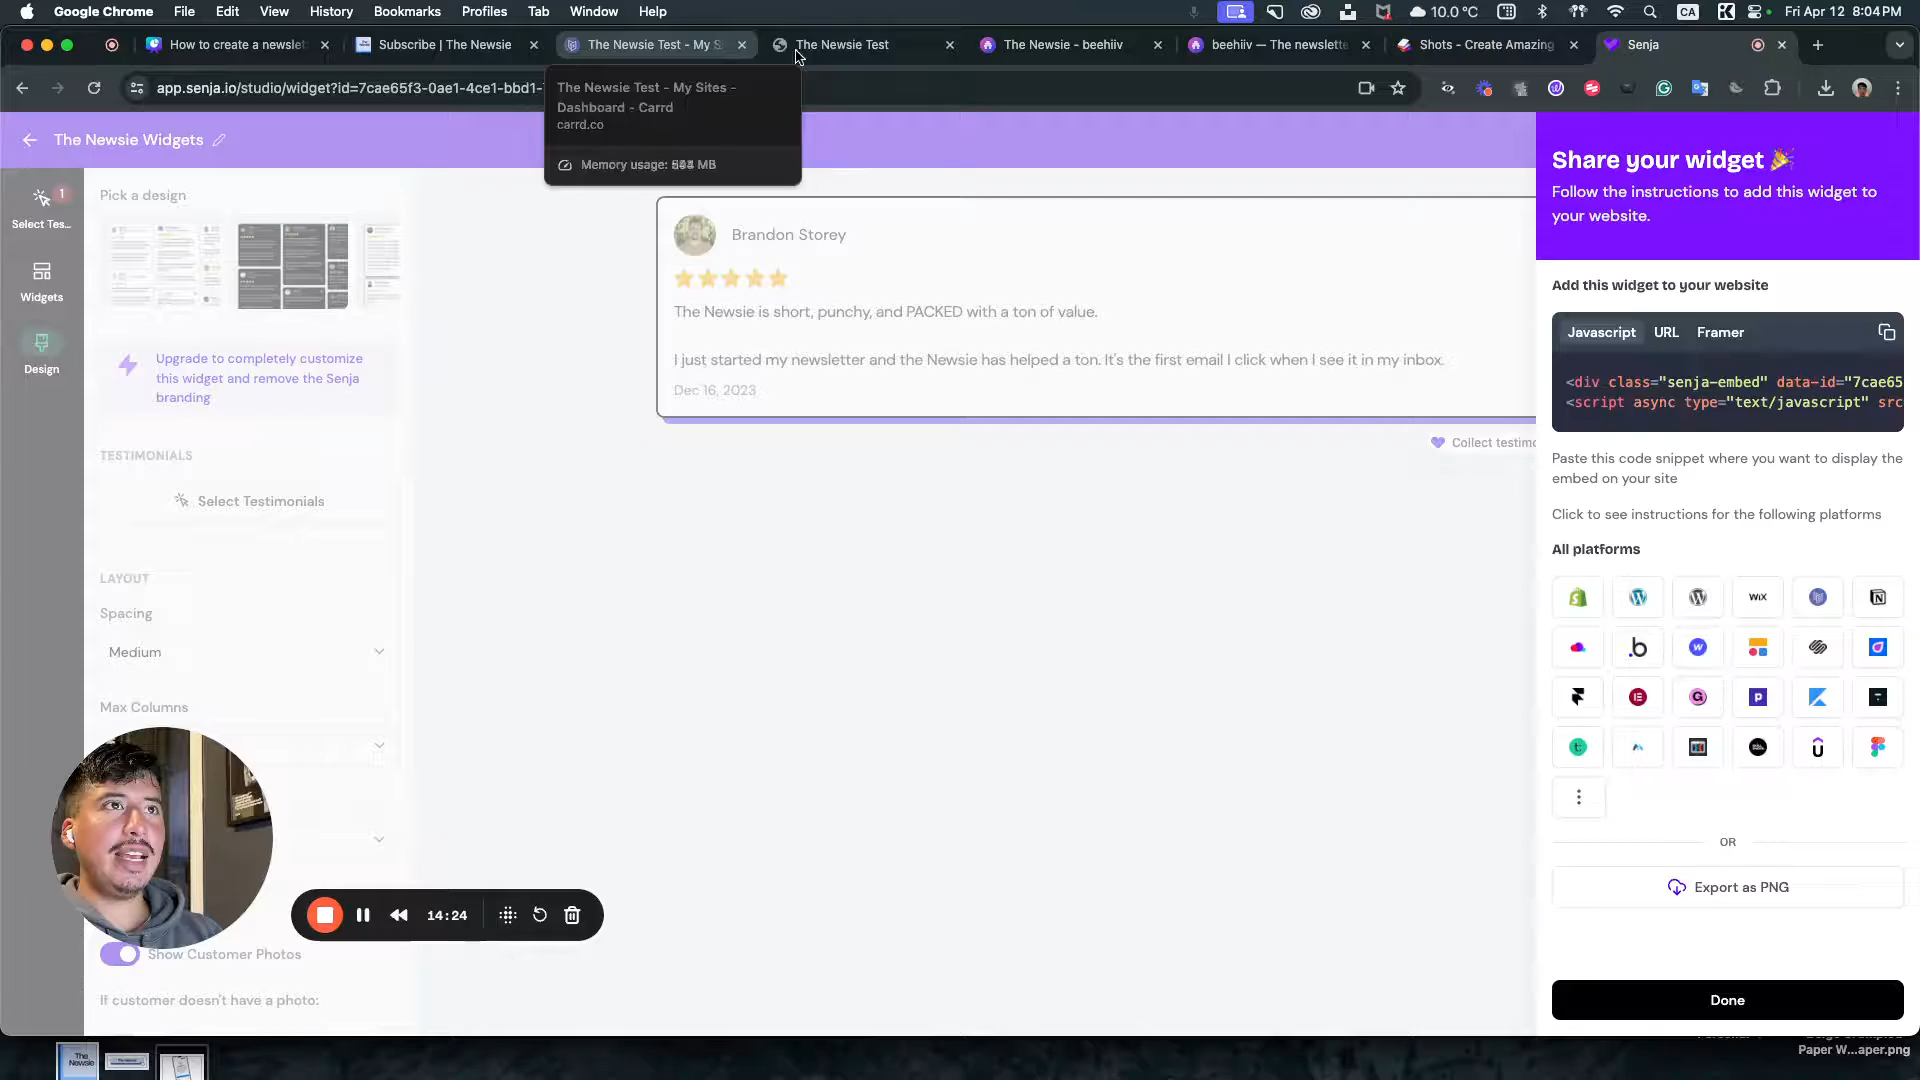 Google Chrome File Edit View History Bookmarks Profiles Tab Window Help
10.0 °C CA Fri Apr 12 8:04 PM
How to create a newslet
Subscribe | The Newsie
The Newsie Test - My S
The Newsie Test
The Newsie - beehiiv
beehiiv — The newslette
Shots - Create Amazing
Senja
app.senja.io/studio/widget?id=7cae65f3-0ae1-4ce1-bbd1-
The Newsie Test - My Sites -
Dashboard - Carrd
carrd.co
Memory usage: MB
The Newsie Widgets
1
Select Tes...
Widgets
Design
Pick a design
Upgrade to completely customize
this widget and remove the Senja
branding
TESTIMONIALS
Select Testimonials
LAYOUT
Spacing
Medium
Max Columns
Show Customer Photos
If customer doesn't have a photo:
Brandon Storey
The Newsie is short, punchy, and PACKED with a ton of value.
I just started my newsletter and the Newsie has helped a ton. It's the first email I click when I see it in my inbox.
Dec 16, 2023
Collect testimo
14:24
Share your widget 🎉
Follow the instructions to add this widget to
your website.
Add this widget to your website
Javascript URL Framer
<div class="senja-embed" data-id="7cae65
<script async type="text/javascript" src
Paste this code snippet where you want to display the
embed on your site
Click to see instructions for the following platforms
All platforms
WiX
OR
Export as PNG
Done
The
Newsie
Paper W...aper.png